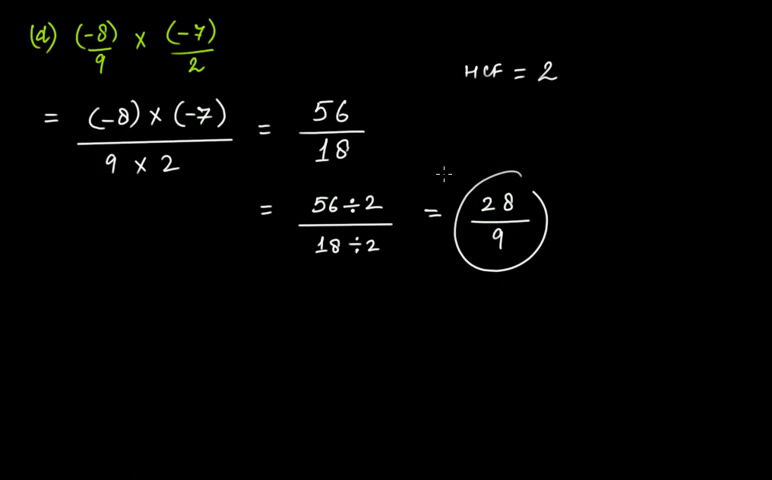 (d) (-8)/9 × (-7)/2
HCF = 2
= (-8) × (-7) / 9 × 2 = 56/18
= 56÷2 / 18÷2 = 28/9